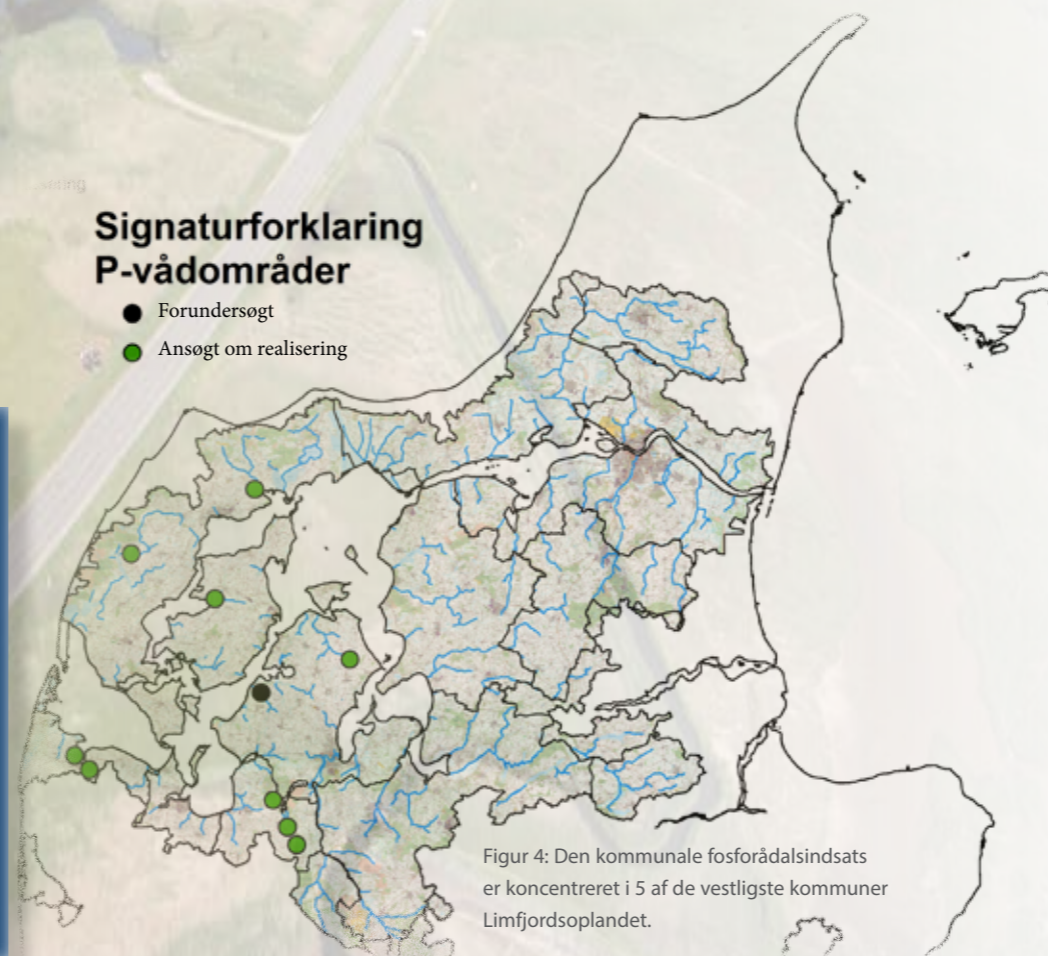 Signaturforklaring
P-vådområder
Forundersøgt
Ansøgt om realisering
Figur 4: Den kommunale fosforådalsindsats
er koncentreret i 5 af de vestligste kommuner
Limfjordsoplandet.